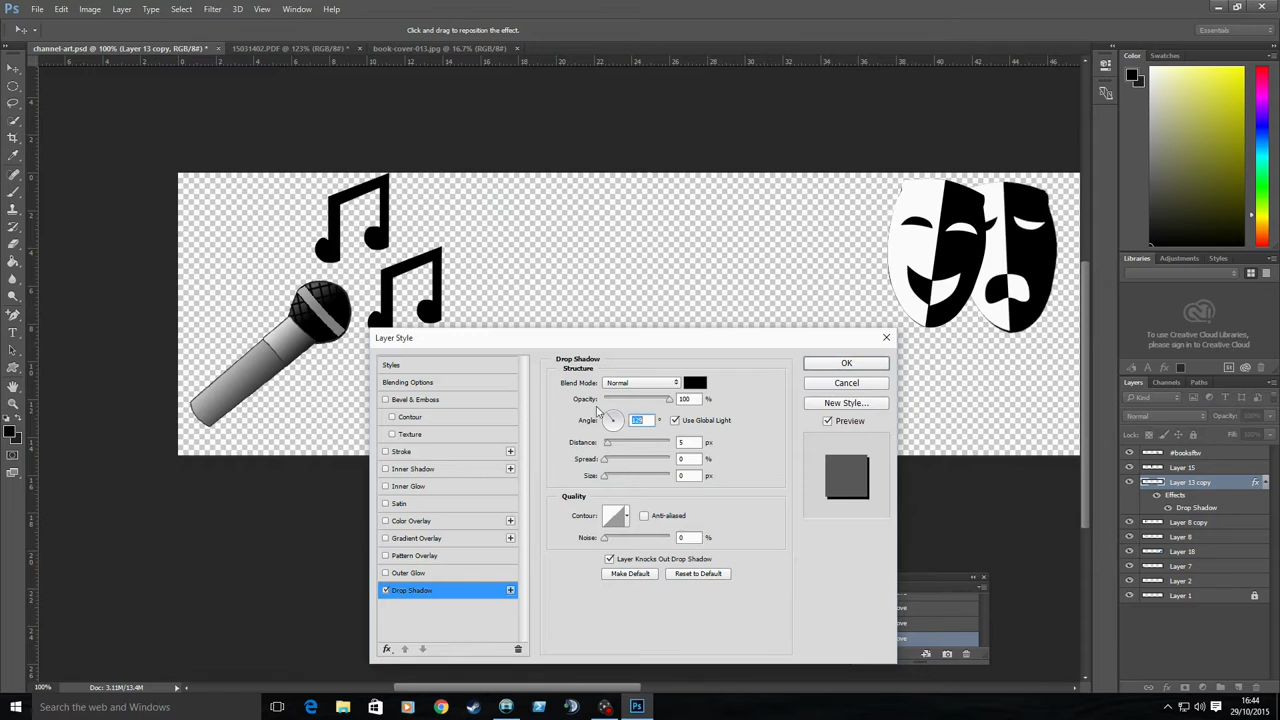 Ps File Edit Image Layer Type Select Filter 3D View Window Help
Click and drag to reposition the effect.
Essentials
channel-art.psd @ 100% (Layer 13 copy, RGB/8#) *
15031402.PDF @ 123% (RGB/8#) *
book-cover-013.jpg @ 16.7% (RGB/8#)
Color Swatches
Libraries Adjustments Styles
To use Creative Cloud Libraries,
please sign in to Creative Cloud
Layers Channels Paths
Kind
Normal Opacity:
Lock: Fill:
#booksftw
Layer 15
Layer 13 copy fx
Effects
Drop Shadow
Layer 8 copy
Layer 8
Layer 7
Layer 2
Layer 1
Layer Style
Styles
Blending Options
Bevel & Emboss
Contour
Texture
Stroke
Inner Shadow
Inner Glow
Satin
Color Overlay
Gradient Overlay
Pattern Overlay
Outer Glow
Drop Shadow
fx
Drop Shadow
Structure
Blend Mode: Normal
Opacity: 100 %
Angle: ° Use Global Light
Distance: 5 px
Spread: 0 %
Size: 0 px
Quality
Contour: Anti-aliased
Noise: 0 %
Layer Knocks Out Drop Shadow
Make Default Reset to Default
OK
Cancel
New Style...
Preview
100% Doc: 3.11M/13.4M
Search the web and Windows
16:44
29/10/2015